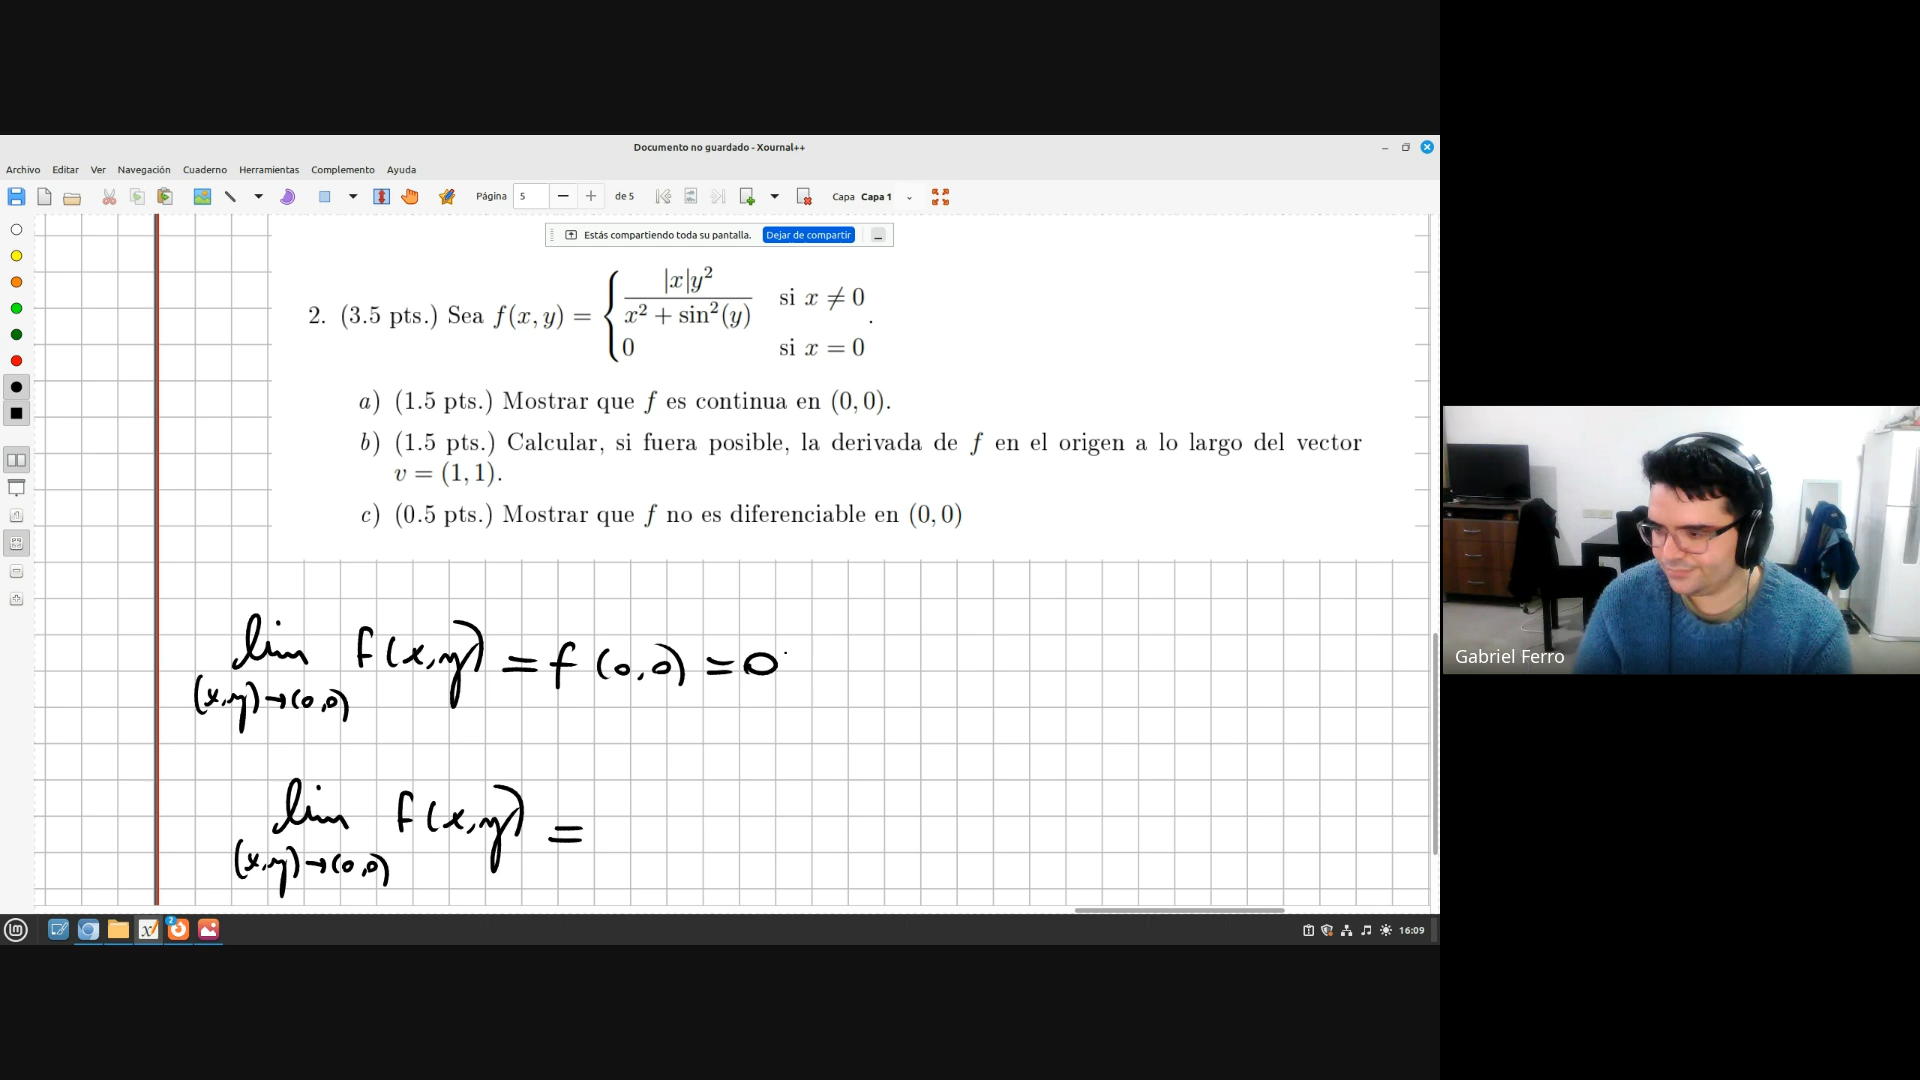 Documento no guardado - Xournal++
Archivo Editar Ver Navegación Cuaderno Herramientas Complemento Ayuda
Página 5 de 5 Capa Capa 1
Estás compartiendo toda su pantalla. Dejar de compartir
2. (3.5 pts.) Sea f(x, y) = { |x|y² / (x² + sin²(y)) si x ≠ 0
0 si x = 0 .
a) (1.5 pts.) Mostrar que f es continua en (0, 0).
b) (1.5 pts.) Calcular, si fuera posible, la derivada de f en el origen a lo largo del vector
v = (1, 1).
c) (0.5 pts.) Mostrar que f no es diferenciable en (0, 0)
lim f(x,y) = f(0,0) = 0
(x,y)→(0,0)
lim f(x,y) =
(x,y)→(0,0)
Gabriel Ferro
2
16:09